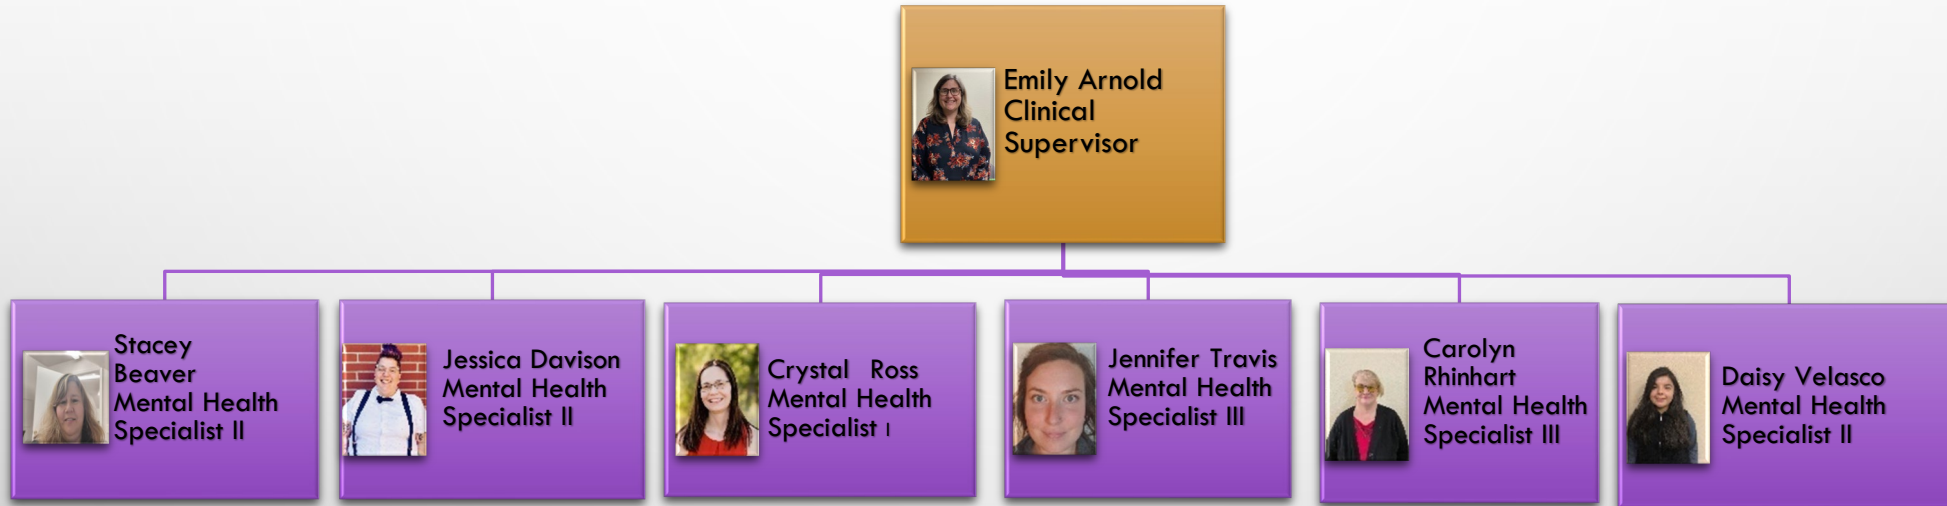 Emily Arnold
Clinical
Supervisor
Stacey
Beaver
Mental Health
Specialist II
Jessica Davison
Mental Health
Specialist II
Crystal  Ross
Mental Health
Specialist I
Jennifer Travis
Mental Health
Specialist III
Carolyn
Rhinhart
Mental Health
Specialist III
Daisy Velasco
Mental Health
Specialist II